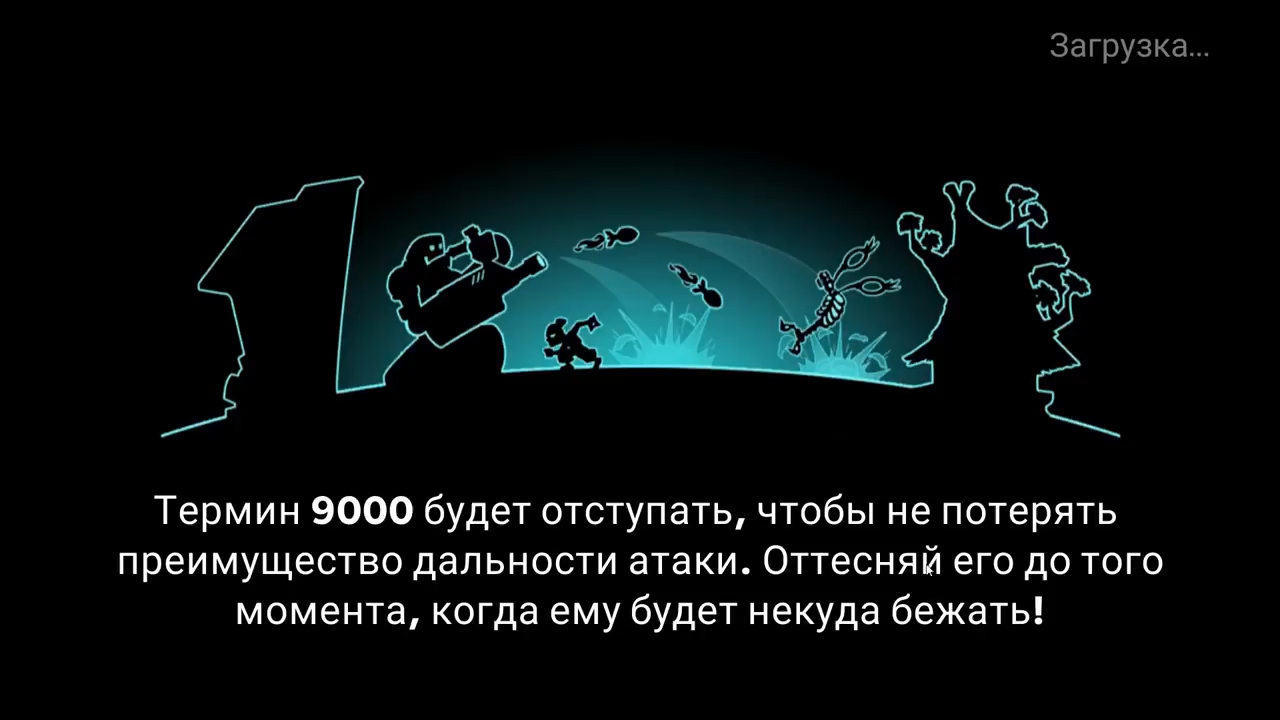 Загрузка...
Термин 9000 будет отступать, чтобы не потерять
преимущество дальности атаки. Оттесняй его до того
момента, когда ему будет некуда бежать!